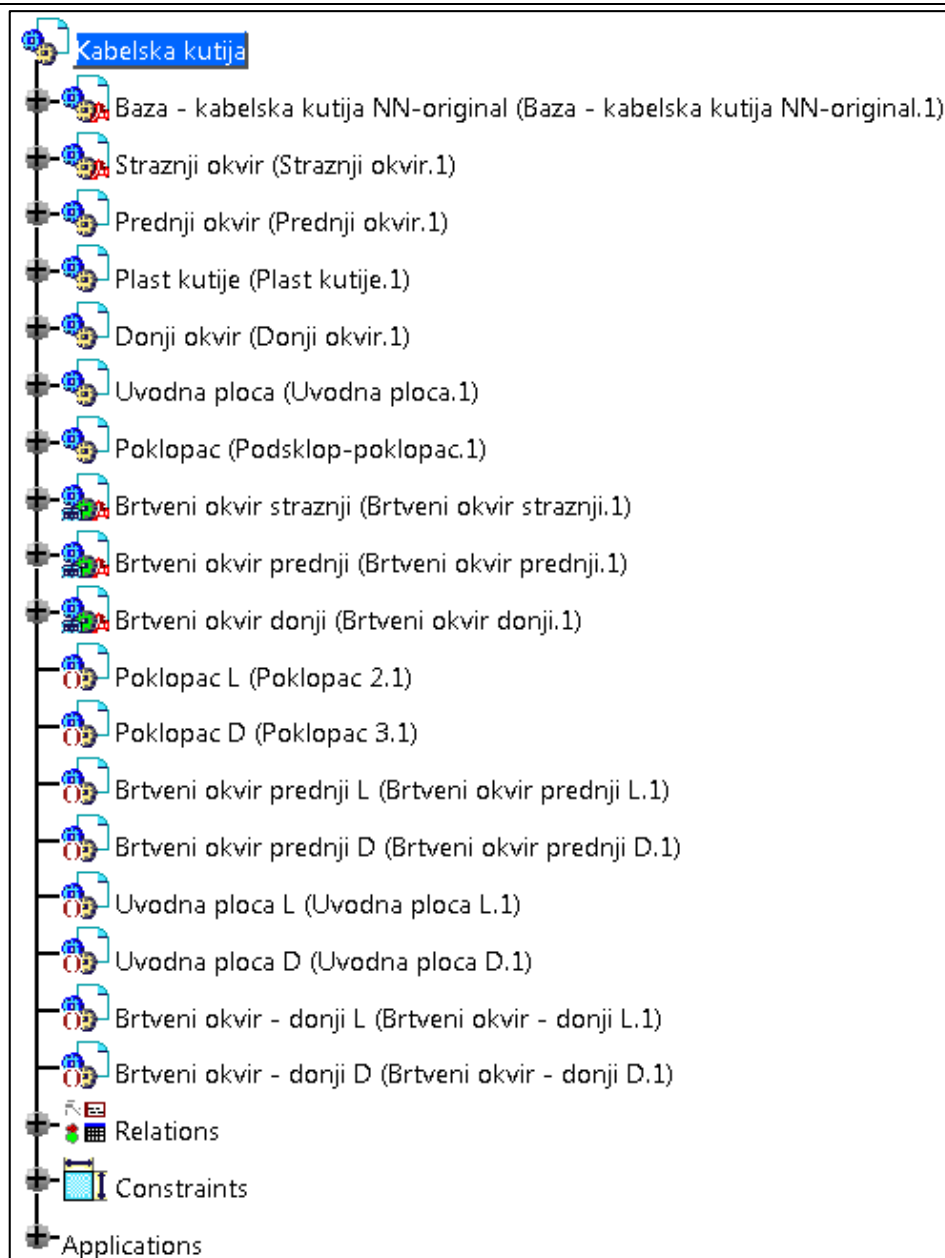 Kabelska kutija
Baza - kabelska kutija NN-original (Baza - kabelska kutija NN-original.1)
Straznji okvir (Straznji okvir.1)
Prednji okvir (Prednji okvir.1)
Plast kutije (Plast kutije.1)
Donji okvir (Donji okvir.1)
Uvodna ploca (Uvodna ploca.1)
Poklopac (Podsklop-poklopac.1)
Brtveni okvir straznji (Brtveni okvir straznji.1)
Brtveni okvir prednji (Brtveni okvir prednji.1)
Brtveni okvir donji (Brtveni okvir donji.1)
Poklopac L (Poklopac 2.1)
Poklopac D (Poklopac 3.1)
Brtveni okvir prednji L (Brtveni okvir prednji L.1)
Brtveni okvir prednji D (Brtveni okvir prednji D.1)
Uvodna ploca L (Uvodna ploca L.1)
Uvodna ploca D (Uvodna ploca D.1)
Brtveni okvir - donji L (Brtveni okvir - donji L.1)
Brtveni okvir - donji D (Brtveni okvir - donji D.1)
Relations
Constraints
Applications